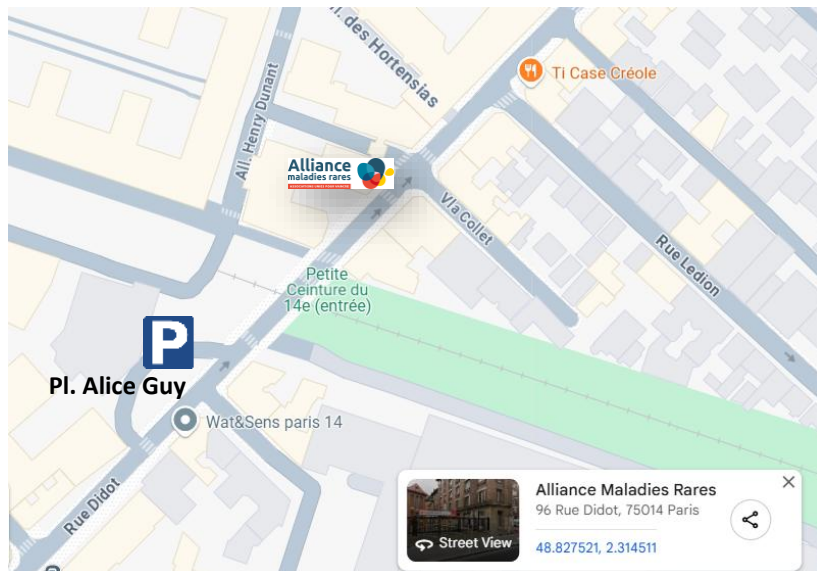 l. des Hortensias
Ti Case Créole
All. Henry Dunant
Alliance
maladies rares
Via Collet
Rue Ledion
Petite
Ceinture du
14e (entrée)
P
Pl. Alice Guy
Wat&Sens paris 14
Rue Didot
Alliance Maladies Rares
96 Rue Didot, 75014 Paris
Street View
48.827521, 2.314511